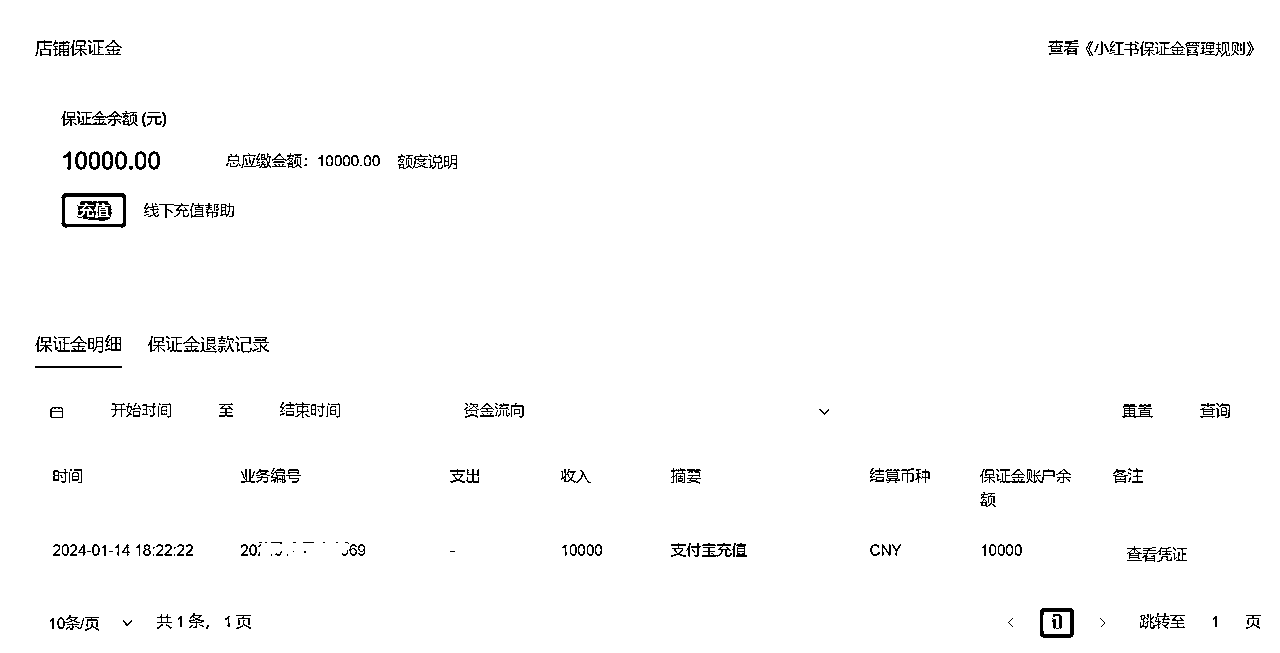 店铺保证金 查看《小红书保证金管理规则》
保证金余额 (元)
10000.00 总应缴金额：10000.00 额度说明
充值 线下充值帮助
保证金明细 保证金退款记录
开始时间 至 结束时间 资金流向 重置 查询
时间 业务编号 支出 收入 摘要 结算币种 保证金账户余额 备注
2024-01-14 18:22:22 - 10000 支付宝充值 CNY 10000 查看凭证
10条/页 共 1 条， 1 页 < 1 > 跳转至 1 页